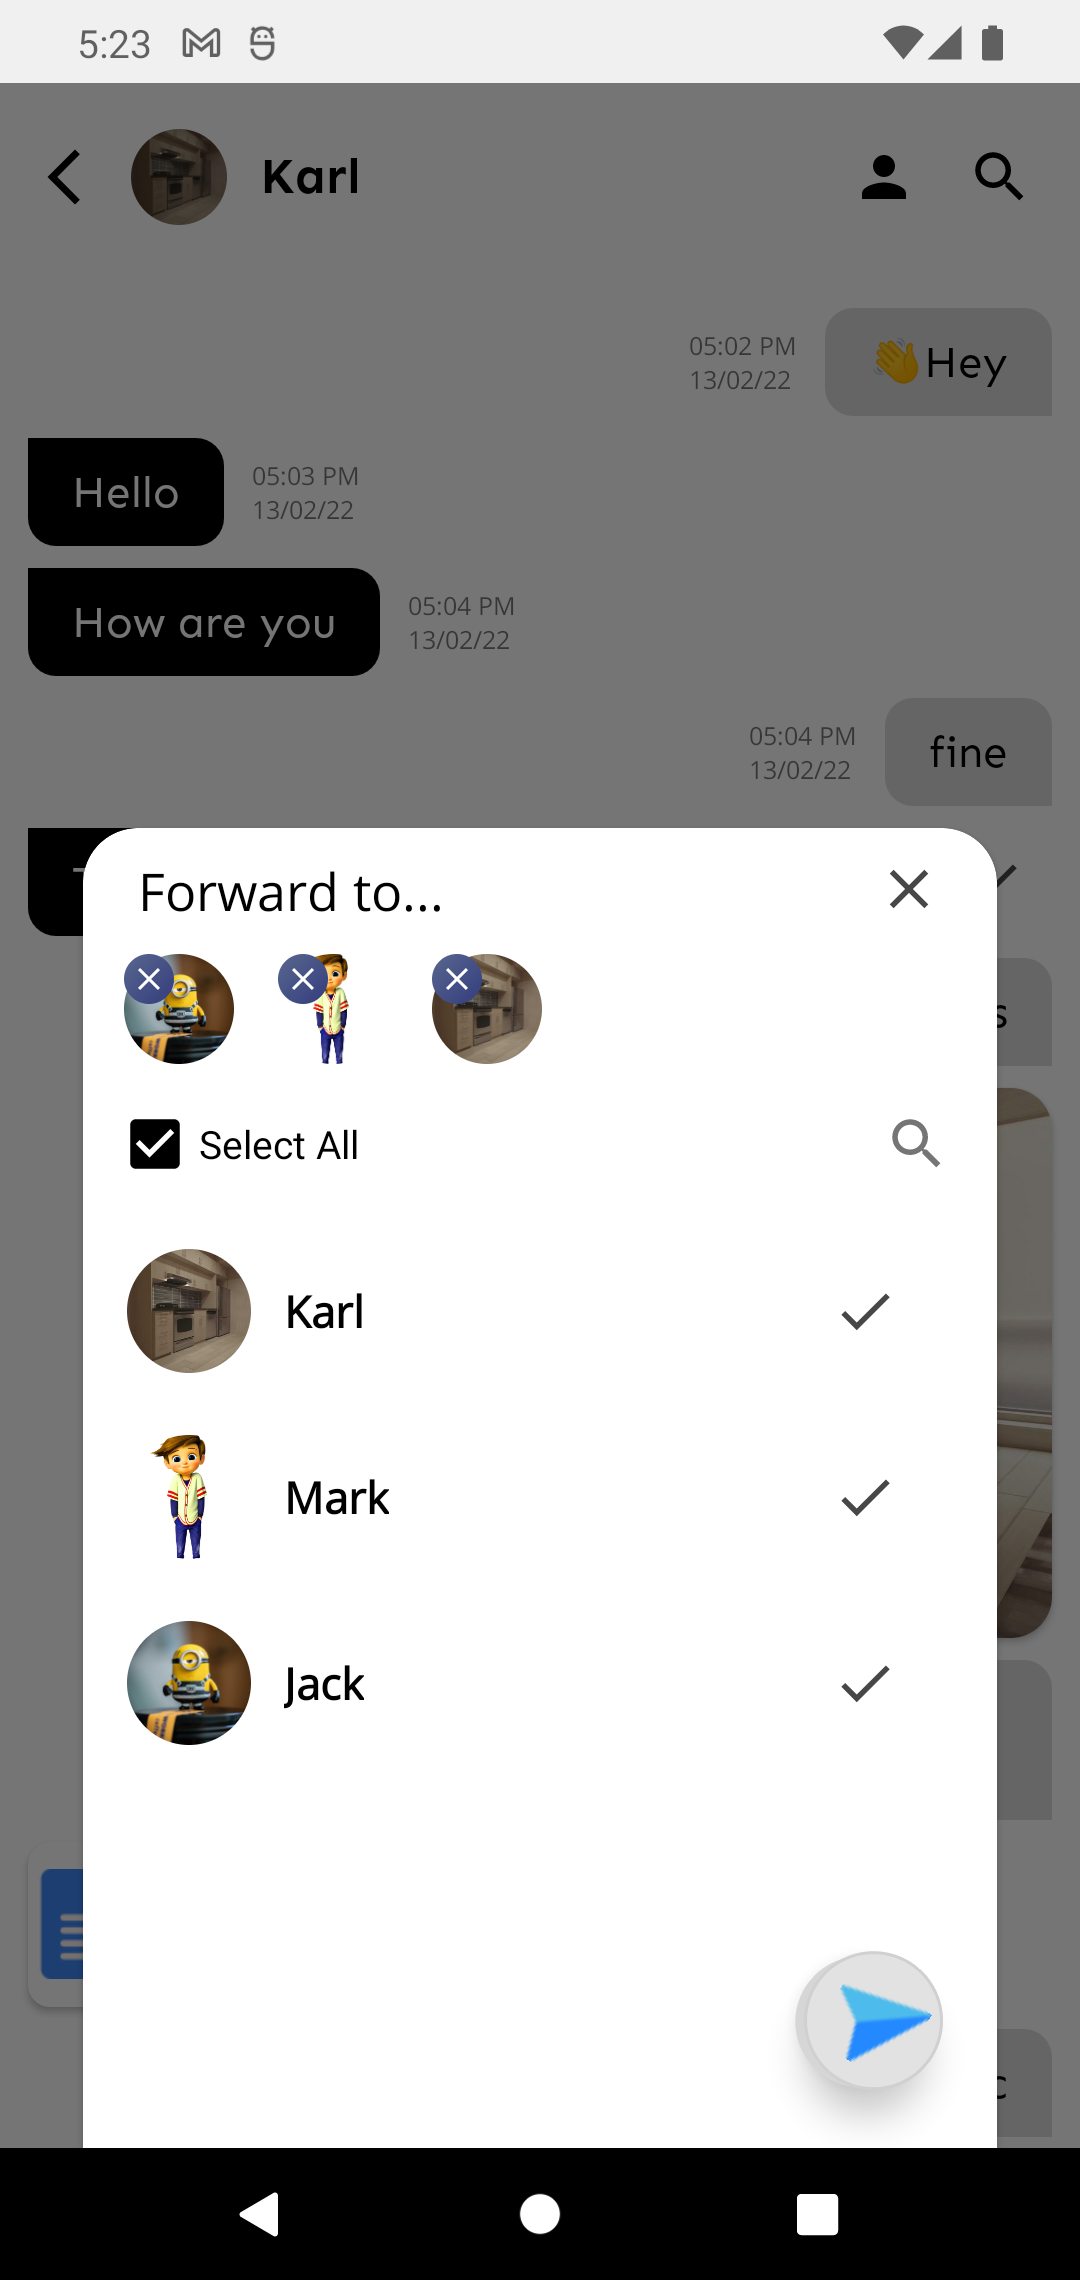 5:23
Karl
05:02 PM
13/02/22
👋Hey
Hello
05:03 PM
13/02/22
How are you
05:04 PM
13/02/22
05:04 PM
13/02/22
fine
Forward to...
s
Select All
Karl
Mark
Jack
c